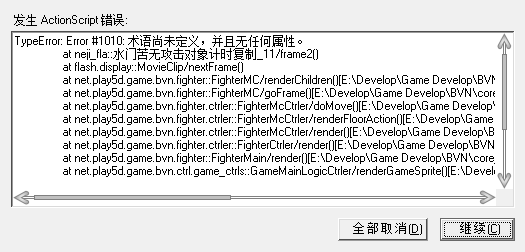 发生 ActionScript 错误:
TypeError: Error #1010: 术语尚未定义，并且无任何属性。
at neji_fla::水门苦无攻击对象计时复制_11/frame2()
at flash.display::MovieClip/nextFrame()
at net.play5d.game.bvn.fighter::FighterMC/renderChildren()[E:\Develop\Game Develop\BVN
at net.play5d.game.bvn.fighter::FighterMC/goFrame()[E:\Develop\Game Develop\BVN\core
at net.play5d.game.bvn.fighter.ctrler::FighterMcCtrler/doMove()[E:\Develop\Game Develop
at net.play5d.game.bvn.fighter.ctrler::FighterMcCtrler/renderFloorAction()[E:\Develop\Game
at net.play5d.game.bvn.fighter.ctrler::FighterMcCtrler/render()[E:\Develop\Game Develop\B
at net.play5d.game.bvn.fighter.ctrler::FighterCtrler/render()[E:\Develop\Game Develop\BVN
at net.play5d.game.bvn.fighter::FighterMain/render()[E:\Develop\Game Develop\BVN\core
at net.play5d.game.bvn.ctrl.game_ctrls::GameMainLogicCtrler/renderGameSprite()[E:\Devel
全部取消(D) 继续(C)